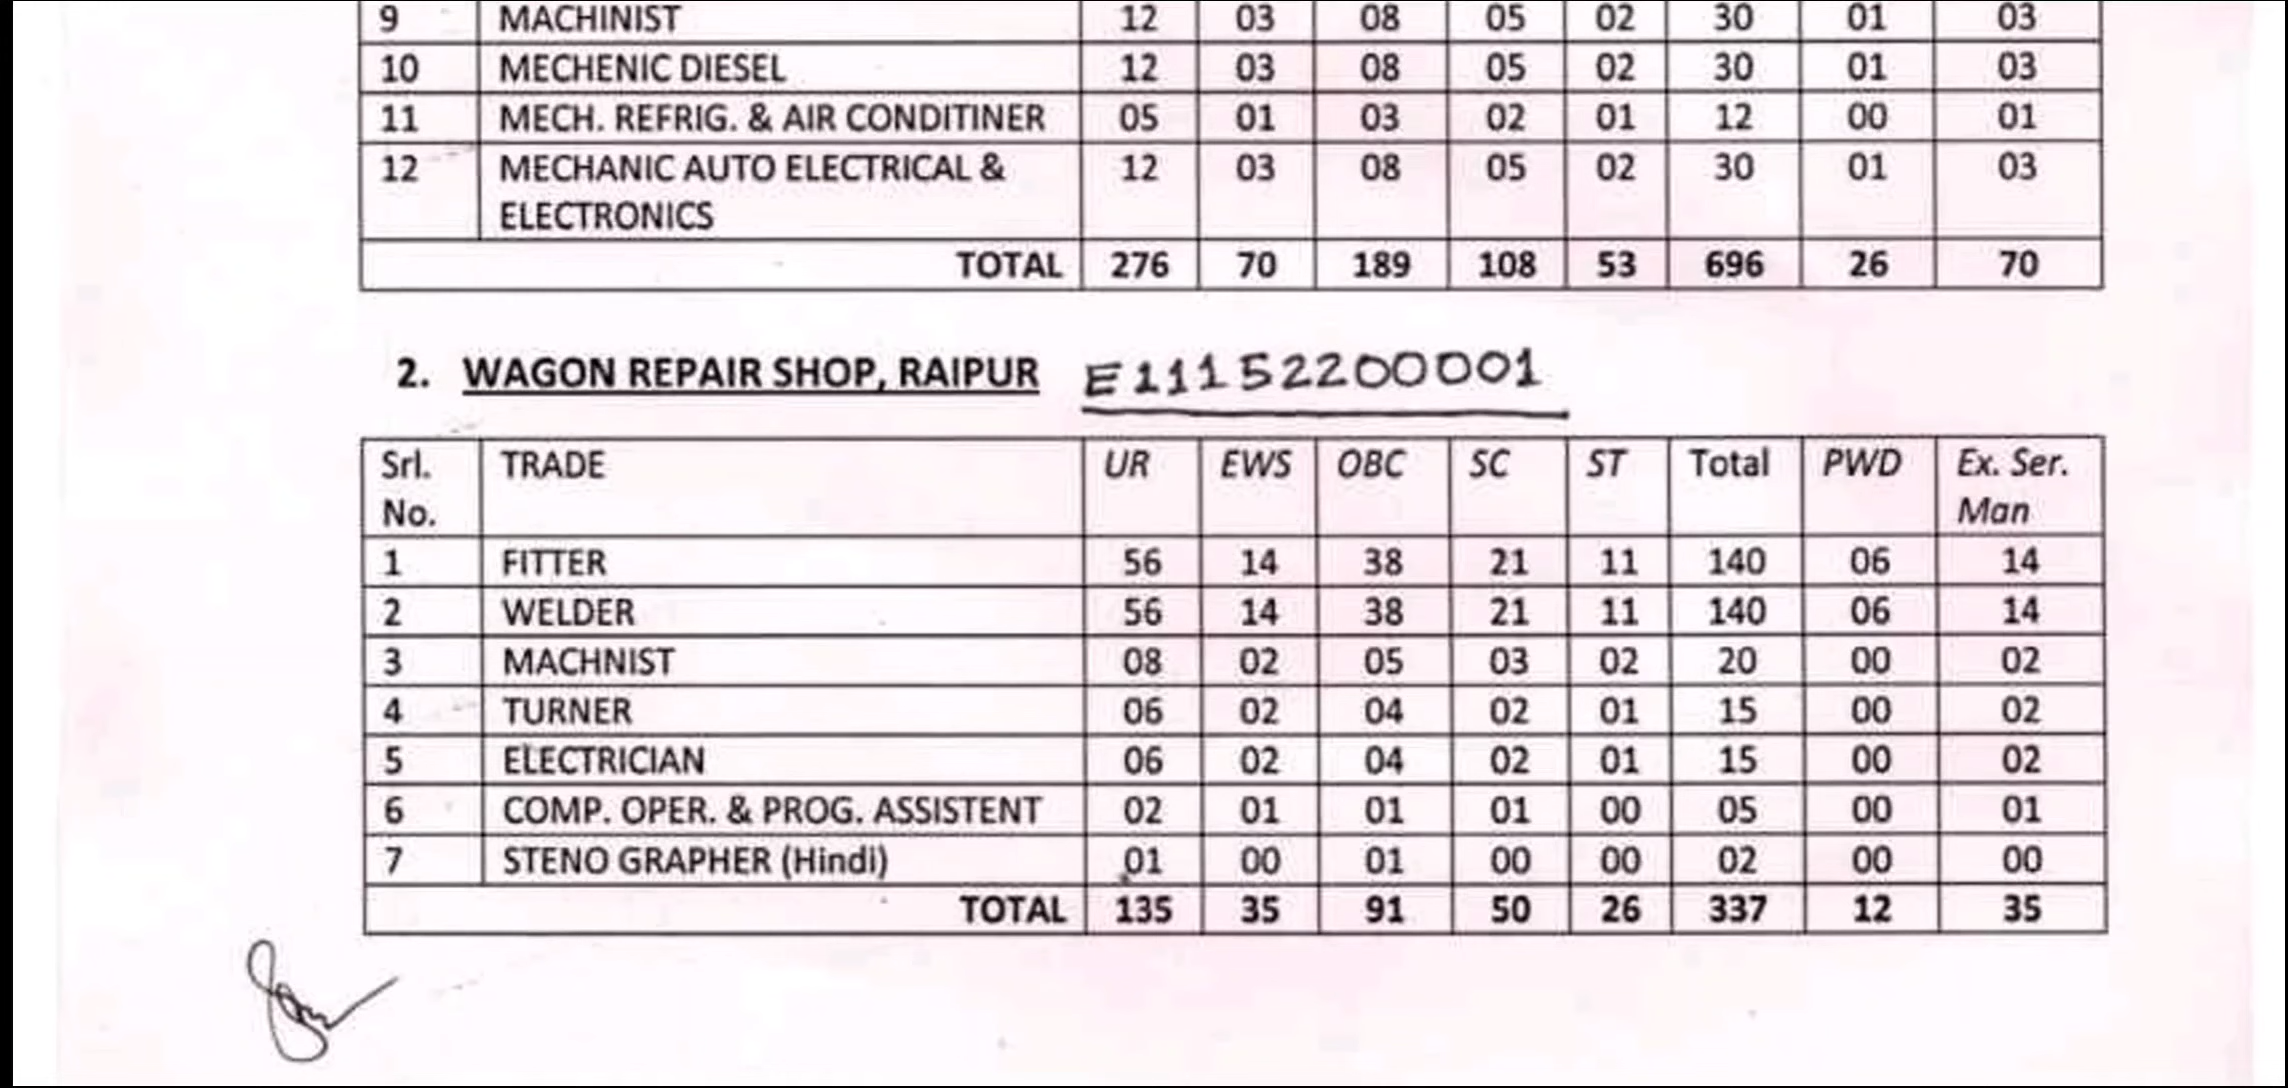 9 MACHINIST 12 03 08 05 02 30 01 03
10 MECHENIC DIESEL 12 03 08 05 02 30 01 03
11 MECH. REFRIG. & AIR CONDITINER 05 01 03 02 01 12 00 01
12 MECHANIC AUTO ELECTRICAL & 12 03 08 05 02 30 01 03
ELECTRONICS
TOTAL 276 70 189 108 53 696 26 70
2. WAGON REPAIR SHOP, RAIPUR E11152200001
Srl. TRADE UR EWS OBC SC ST Total PWD Ex. Ser.
No. Man
1 FITTER 56 14 38 21 11 140 06 14
2 WELDER 56 14 38 21 11 140 06 14
3 MACHNIST 08 02 05 03 02 20 00 02
4 TURNER 06 02 04 02 01 15 00 02
5 ELECTRICIAN 06 02 04 02 01 15 00 02
6 COMP. OPER. & PROG. ASSISTENT 02 01 01 01 00 05 00 01
7 STENO GRAPHER (Hindi) 01 00 01 00 00 02 00 00
TOTAL 135 35 91 50 26 337 12 35